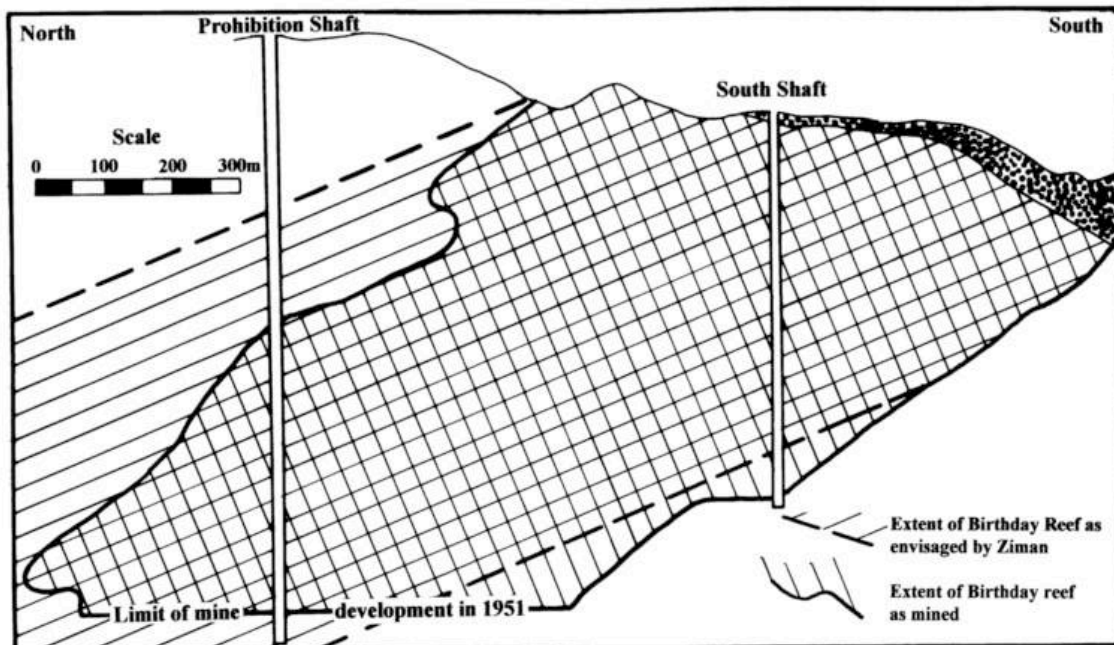 North
Prohibition Shaft
South
South Shaft
Scale
0 100 200 300m
Extent of Birthday Reef as
envisaged by Ziman
Extent of Birthday reef
as mined
Limit of mine development in 1951